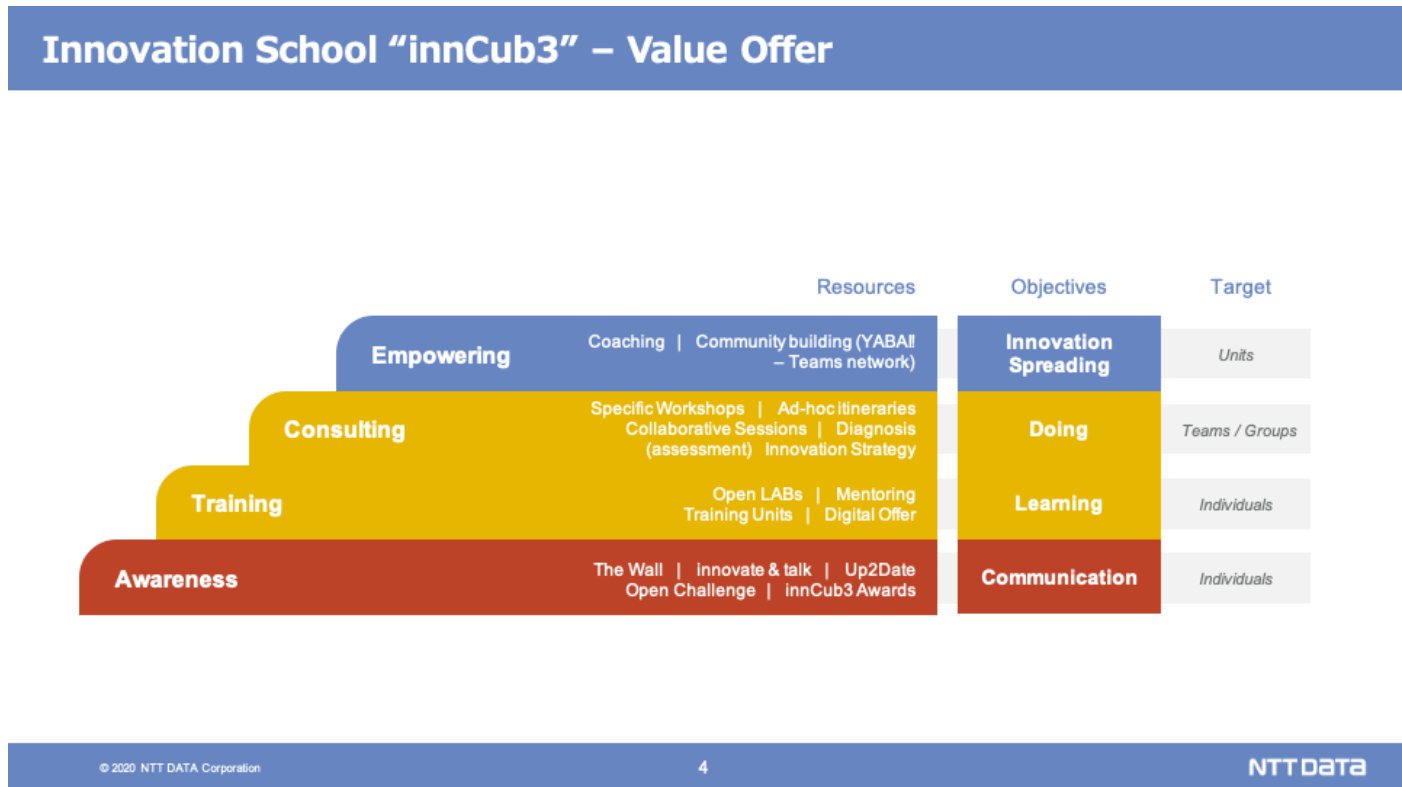 Innovation School “innCub3” – Value Offer
Resources
Objectives
Target
Empowering
Coaching | Community building (YABAI!
– Teams network)
Innovation
Spreading
Units
Consulting
Specific Workshops | Ad-hoc itineraries
Collaborative Sessions | Diagnosis
(assessment) Innovation Strategy
Doing
Teams / Groups
Training
Open LABs | Mentoring
Training Units | Digital Offer
Learning
Individuals
Awareness
The Wall | innovate & talk | Up2Date
Open Challenge | innCub3 Awards
Communication
Individuals
© 2020 NTT DATA Corporation
4
NTT DATA